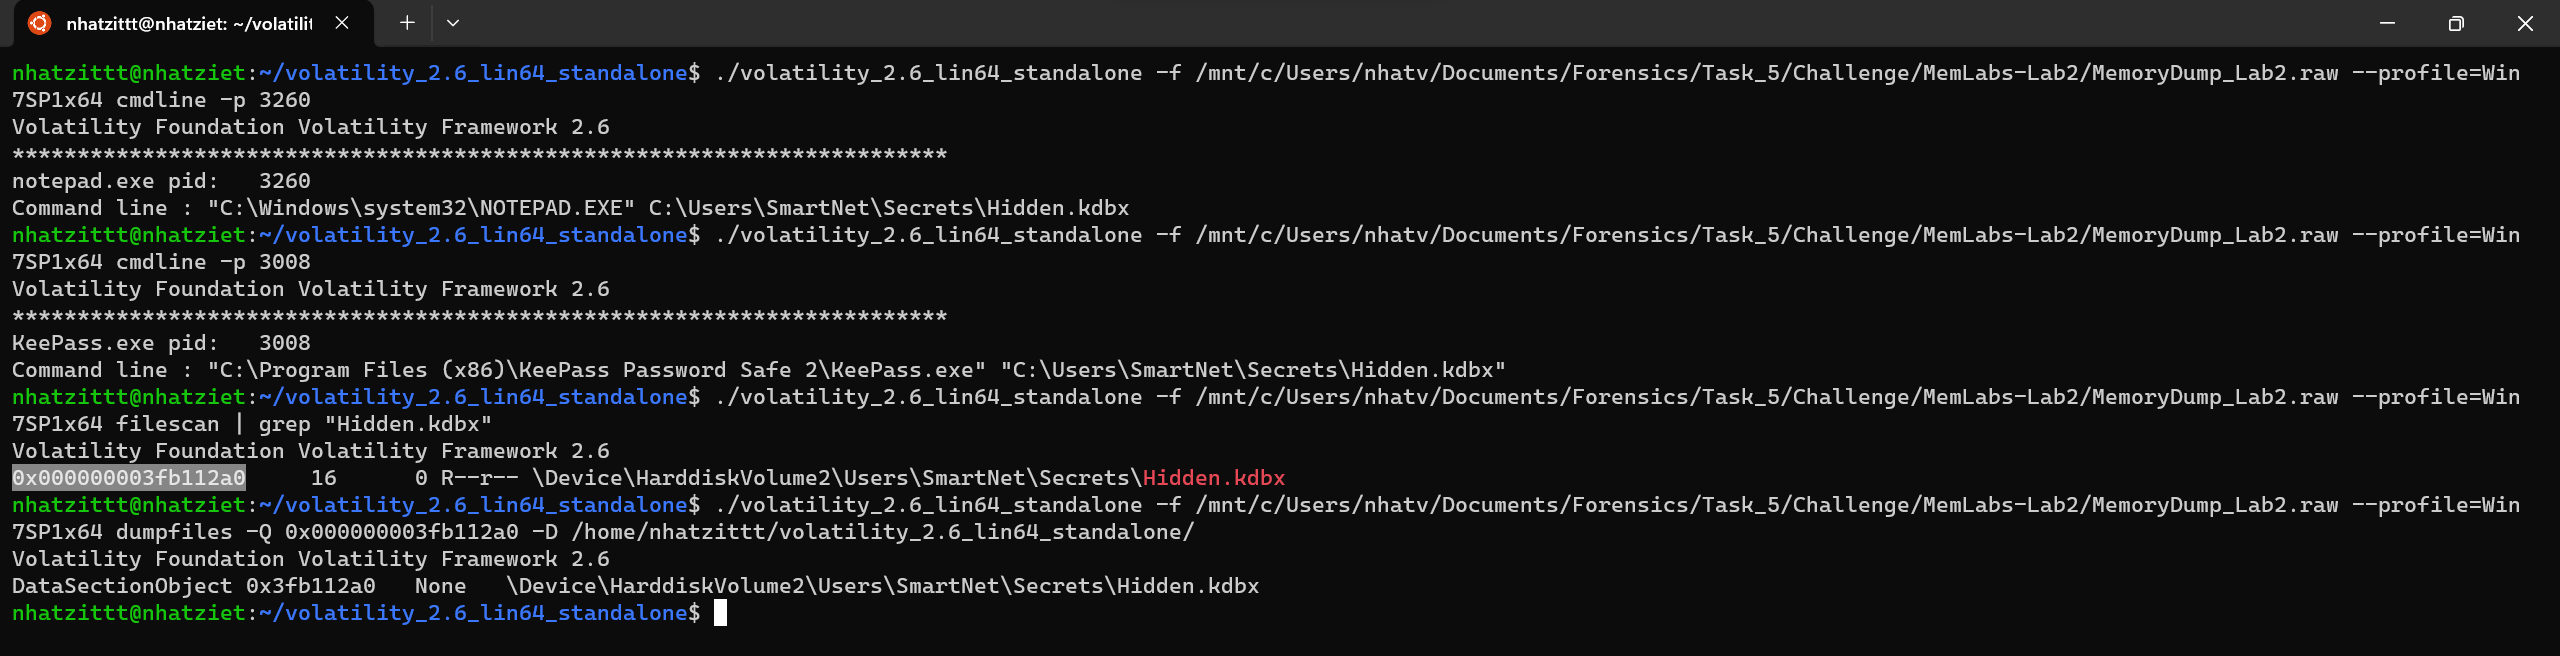 nhatzittt@nhatziet: ~/volatilit
nhatzittt@nhatziet:~/volatility_2.6_lin64_standalone$ ./volatility_2.6_lin64_standalone -f /mnt/c/Users/nhatv/Documents/Forensics/Task_5/Challenge/MemLabs-Lab2/MemoryDump_Lab2.raw --profile=Win
7SP1x64 cmdline -p 3260
Volatility Foundation Volatility Framework 2.6
************************************************************************
notepad.exe pid:   3260
Command line : "C:\Windows\system32\NOTEPAD.EXE" C:\Users\SmartNet\Secrets\Hidden.kdbx
nhatzittt@nhatziet:~/volatility_2.6_lin64_standalone$ ./volatility_2.6_lin64_standalone -f /mnt/c/Users/nhatv/Documents/Forensics/Task_5/Challenge/MemLabs-Lab2/MemoryDump_Lab2.raw --profile=Win
7SP1x64 cmdline -p 3008
Volatility Foundation Volatility Framework 2.6
************************************************************************
KeePass.exe pid:   3008
Command line : "C:\Program Files (x86)\KeePass Password Safe 2\KeePass.exe" "C:\Users\SmartNet\Secrets\Hidden.kdbx"
nhatzittt@nhatziet:~/volatility_2.6_lin64_standalone$ ./volatility_2.6_lin64_standalone -f /mnt/c/Users/nhatv/Documents/Forensics/Task_5/Challenge/MemLabs-Lab2/MemoryDump_Lab2.raw --profile=Win
7SP1x64 filescan | grep "Hidden.kdbx"
Volatility Foundation Volatility Framework 2.6
0x000000003fb112a0     16      0 R--r-- \Device\HarddiskVolume2\Users\SmartNet\Secrets\Hidden.kdbx
nhatzittt@nhatziet:~/volatility_2.6_lin64_standalone$ ./volatility_2.6_lin64_standalone -f /mnt/c/Users/nhatv/Documents/Forensics/Task_5/Challenge/MemLabs-Lab2/MemoryDump_Lab2.raw --profile=Win
7SP1x64 dumpfiles -Q 0x000000003fb112a0 -D /home/nhatzittt/volatility_2.6_lin64_standalone/
Volatility Foundation Volatility Framework 2.6
DataSectionObject 0x3fb112a0   None   \Device\HarddiskVolume2\Users\SmartNet\Secrets\Hidden.kdbx
nhatzittt@nhatziet:~/volatility_2.6_lin64_standalone$